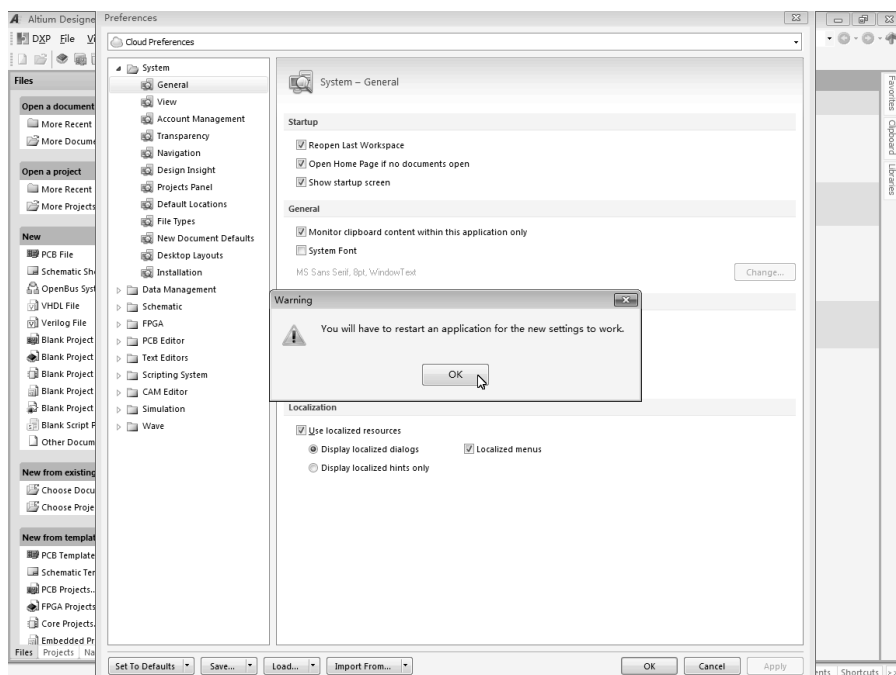 Altium Designe
Preferences
DXP File Vi
Cloud Preferences
Files
Open a document
More Recent
More Docume
Open a project
More Recent
More Projects
New
PCB File
Schematic She
OpenBus Syst
VHDL File
Verilog File
Blank Project
Blank Project
Blank Project
Blank Project
Blank Project
Blank Script F
Other Docum
New from existing
Choose Docu
Choose Proje
New from templat
PCB Template
Schematic Ter
PCB Projects...
FPGA Projects
Core Projects.
Embedded Pr
Files Projects Na
System
General
View
Account Management
Transparency
Navigation
Design Insight
Projects Panel
Default Locations
File Types
New Document Defaults
Desktop Layouts
Installation
Data Management
Schematic
FPGA
PCB Editor
Text Editors
Scripting System
CAM Editor
Simulation
Wave
System – General
Startup
Reopen Last Workspace
Open Home Page if no documents open
Show startup screen
General
Monitor clipboard content within this application only
System Font
MS Sans Serif, 8pt, WindowText
Change...
Warning
You will have to restart an application for the new settings to work.
OK
Localization
Use localized resources
Display localized dialogs
Localized menus
Display localized hints only
Set To Defaults Save... Load... Import From... OK Cancel Apply
Favorites
Clipboard
Libraries
ents Shortcuts >>